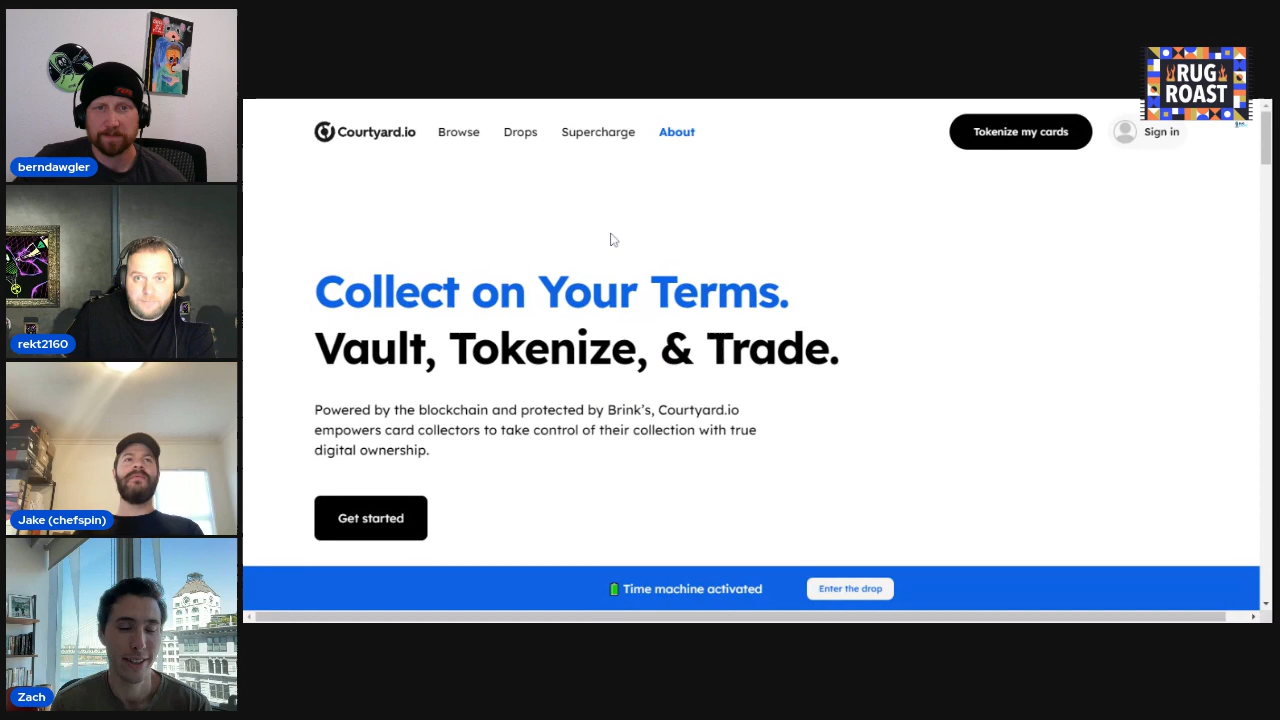 berndawgler
rekt2160
Jake (chefspin)
Zach
RUG
ROAST
Courtyard.io
Browse
Drops
Supercharge
About
Tokenize my cards
Sign in
Collect on Your Terms.
Vault, Tokenize, & Trade.
Powered by the blockchain and protected by Brink's, Courtyard.io
empowers card collectors to take control of their collection with true
digital ownership.
Get started
Time machine activated
Enter the drop